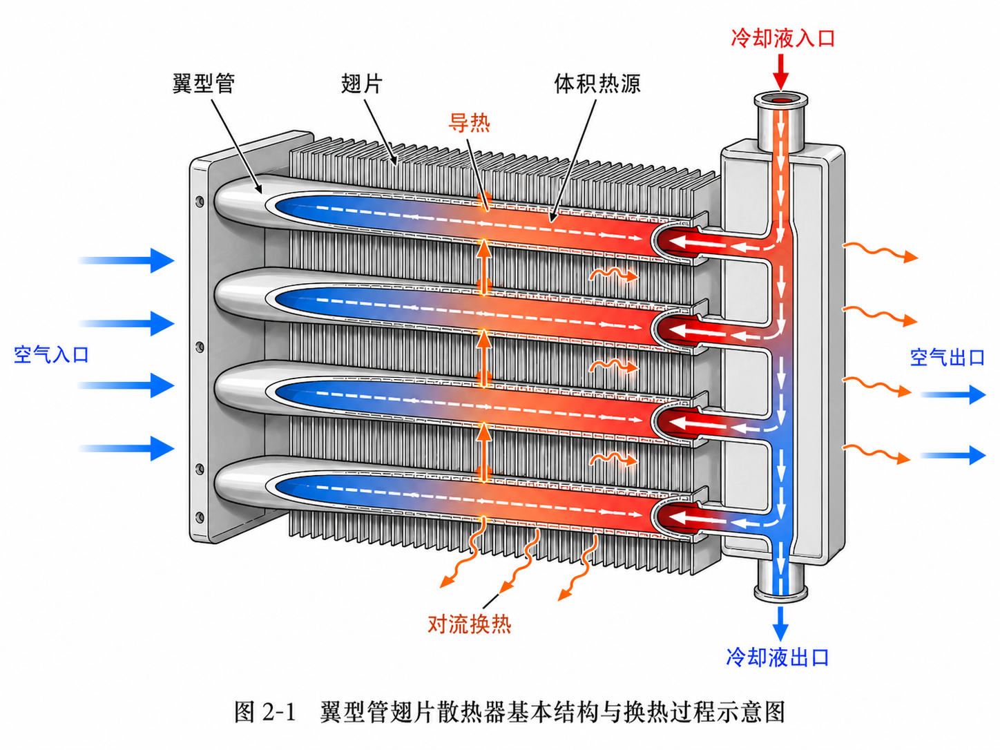 冷却液入口
翼型管
翅片
体积热源
导热
空气入口
空气出口
对流换热
冷却液出口
图 2-1 翼型管翅片散热器基本结构与换热过程示意图